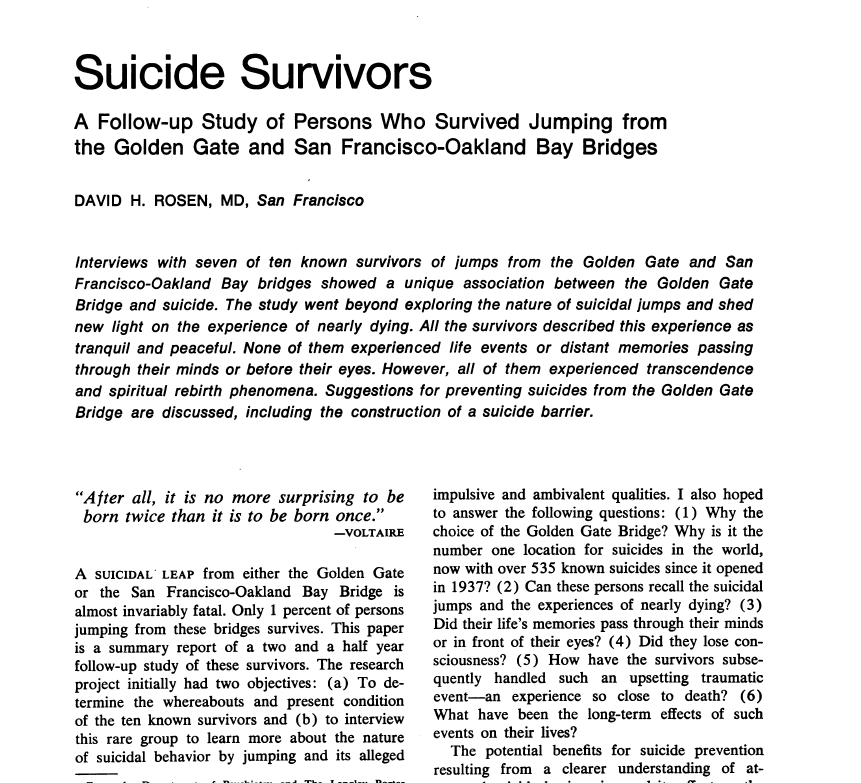 Suicide Survivors
A Follow-up Study of Persons Who Survived Jumping from
the Golden Gate and San Francisco-Oakland Bay Bridges
DAVID H. ROSEN, MD, San Francisco
Interviews with seven of ten known survivors of jumps from the Golden Gate and San
Francisco-Oakland Bay bridges showed a unique association between the Golden Gate
Bridge and suicide. The study went beyond exploring the nature of suicidal jumps and shed
new light on the experience of nearly dying. All the survivors described this experience as
tranquil and peaceful. None of them experienced life events or distant memories passing
through their minds or before their eyes. However, all of them experienced transcendence
and spiritual rebirth phenomena. Suggestions for preventing suicides from the Golden Gate
Bridge are discussed, including the construction of a suicide barrier.
"After all, it is no more surprising to be
born twice than it is to be born once."
—VOLTAIRE
A SUICIDAL LEAP from either the Golden Gate
or the San Francisco-Oakland Bay Bridge is
almost invariably fatal. Only 1 percent of persons
jumping from these bridges survives. This paper
is a summary report of a two and a half year
follow-up study of these survivors. The research
project initially had two objectives: (a) To de-
termine the whereabouts and present condition
of the ten known survivors and (b) to interview
this rare group to learn more about the nature
of suicidal behavior by jumping and its alleged
impulsive and ambivalent qualities. I also hoped
to answer the following questions: (1) Why the
choice of the Golden Gate Bridge? Why is it the
number one location for suicides in the world,
now with over 535 known suicides since it opened
in 1937? (2) Can these persons recall the suicidal
jumps and the experiences of nearly dying? (3)
Did their life's memories pass through their minds
or in front of their eyes? (4) Did they lose con-
sciousness? (5) How have the survivors subse-
quently handled such an upsetting traumatic
event—an experience so close to death? (6)
What have been the long-term effects of such
events on their lives?
The potential benefits for suicide prevention
resulting from a clearer understanding of at-